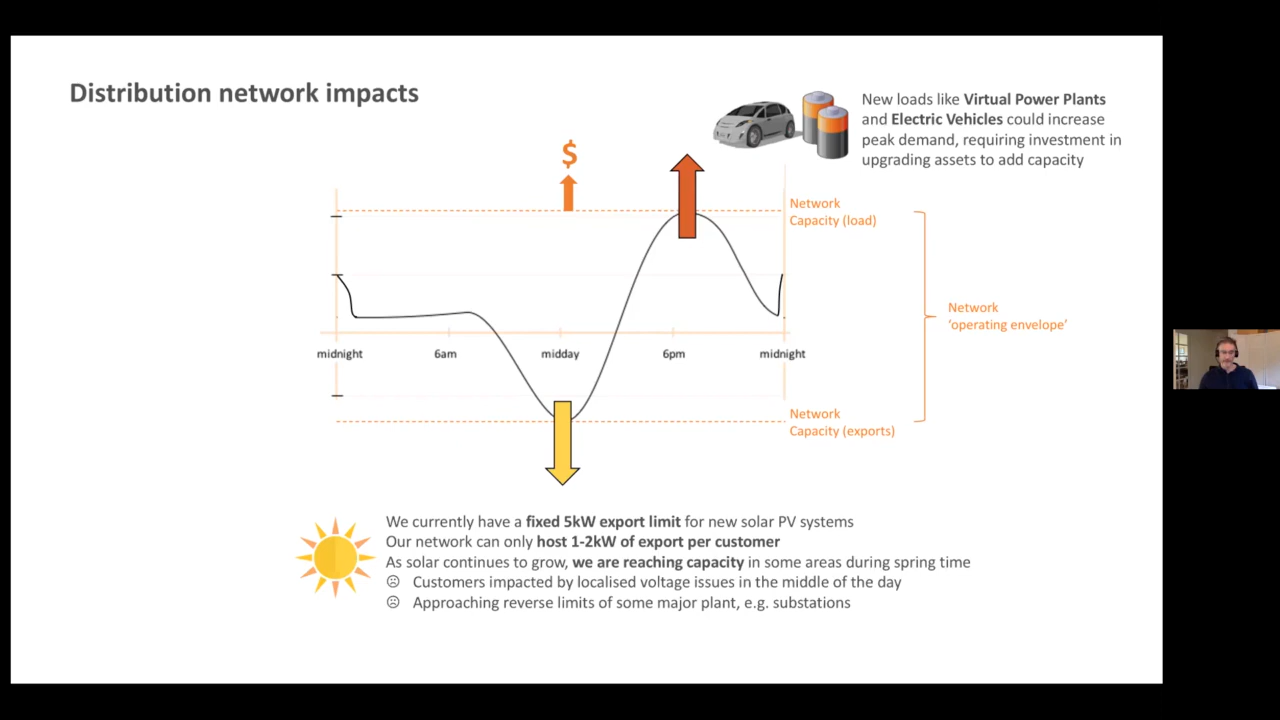 Distribution network impacts
New loads like Virtual Power Plants
and Electric Vehicles could increase
peak demand, requiring investment in
upgrading assets to add capacity
$
Network
Capacity (load)
Network
'operating envelope'
midnight
6am
midday
6pm
midnight
Network
Capacity (exports)
We currently have a fixed 5kW export limit for new solar PV systems
Our network can only host 1-2kW of export per customer
As solar continues to grow, we are reaching capacity in some areas during spring time
☹ Customers impacted by localised voltage issues in the middle of the day
☹ Approaching reverse limits of some major plant, e.g. substations